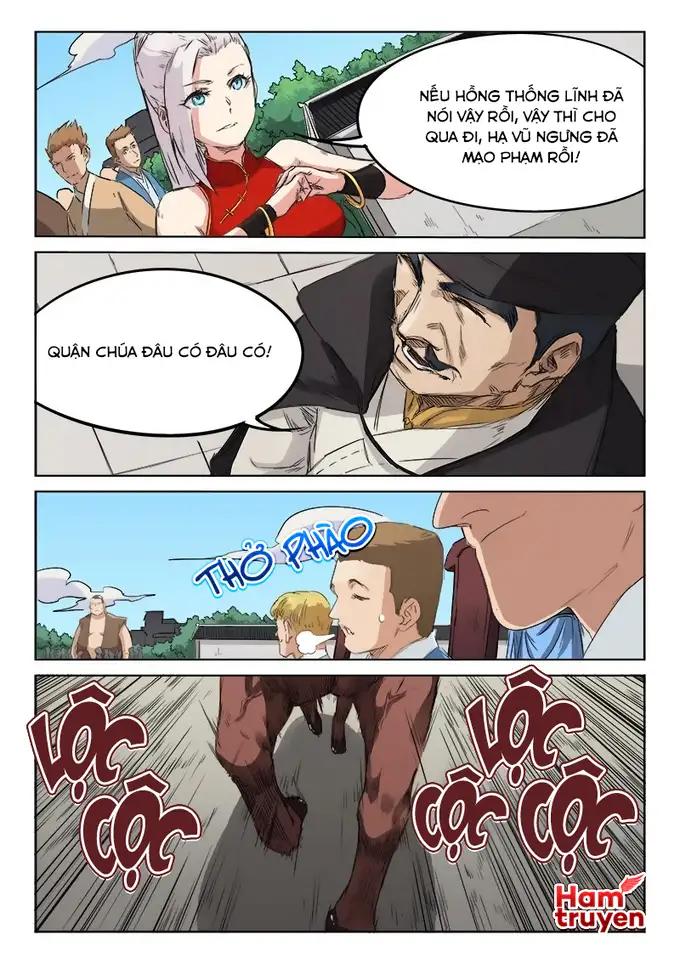 NẾU HỒNG THỐNG LĨNH ĐÃ
NÓI VẬY RỒI, VẬY THÌ CHO
QUA ĐI, HẠ VŨ NGƯNG ĐÃ
MẠO PHẠM RỒI!
QUẬN CHÚA ĐÂU CÓ ĐÂU CÓ!
THỞ PHÀO
LỘC
CỘC
LỘC
CỘC CỘC
Ham
truyen